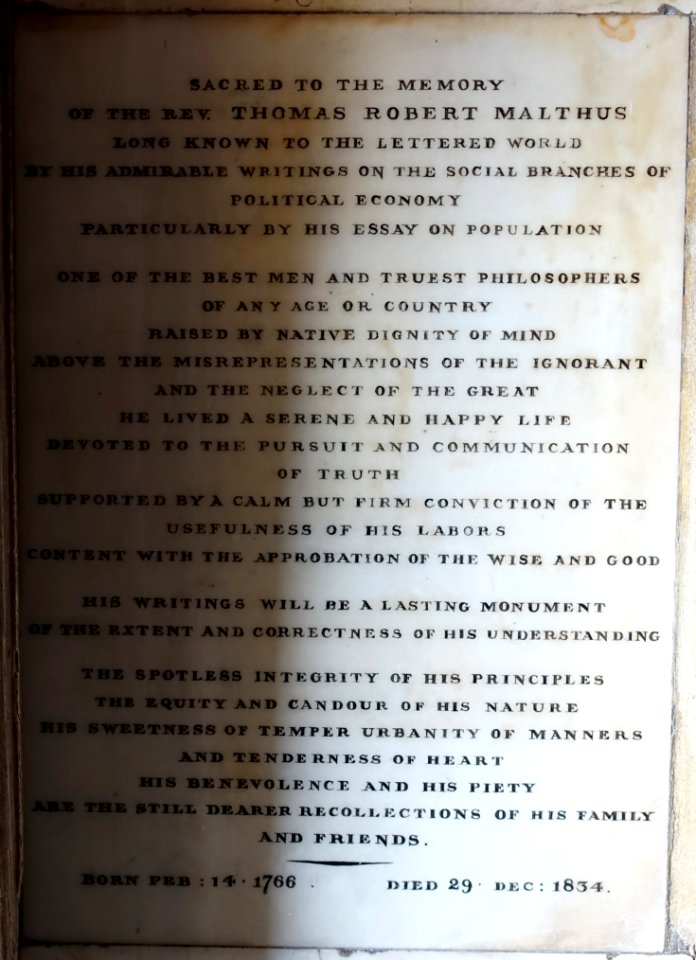 SACRED TO THE MEMORY
OF THE REV. THOMAS ROBERT MALTHUS
LONG KNOWN TO THE LETTERED WORLD
BY HIS ADMIRABLE WRITINGS ON THE SOCIAL BRANCHES OF
POLITICAL ECONOMY
PARTICULARLY BY HIS ESSAY ON POPULATION
ONE OF THE BEST MEN AND TRUEST PHILOSOPHERS
OF ANY AGE OR COUNTRY
RAISED BY NATIVE DIGNITY OF MIND
ABOVE THE MISREPRESENTATIONS OF THE IGNORANT
AND THE NEGLECT OF THE GREAT
HE LIVED A SERENE AND HAPPY LIFE
DEVOTED TO THE PURSUIT AND COMMUNICATION
OF TRUTH
SUPPORTED BY A CALM BUT FIRM CONVICTION OF THE
USEFULNESS OF HIS LABORS
CONTENT WITH THE APPROBATION OF THE WISE AND GOOD
HIS WRITINGS WILL BE A LASTING MONUMENT
OF THE EXTENT AND CORRECTNESS OF HIS UNDERSTANDING
THE SPOTLESS INTEGRITY OF HIS PRINCIPLES
THE EQUITY AND CANDOUR OF HIS NATURE
HIS SWEETNESS OF TEMPER URBANITY OF MANNERS
AND TENDERNESS OF HEART
HIS BENEVOLENCE AND HIS PIETY
ARE THE STILL DEARER RECOLLECTIONS OF HIS FAMILY
AND FRIENDS.
BORN FEB: 14· 1766 . DIED 29· DEC: 1834.